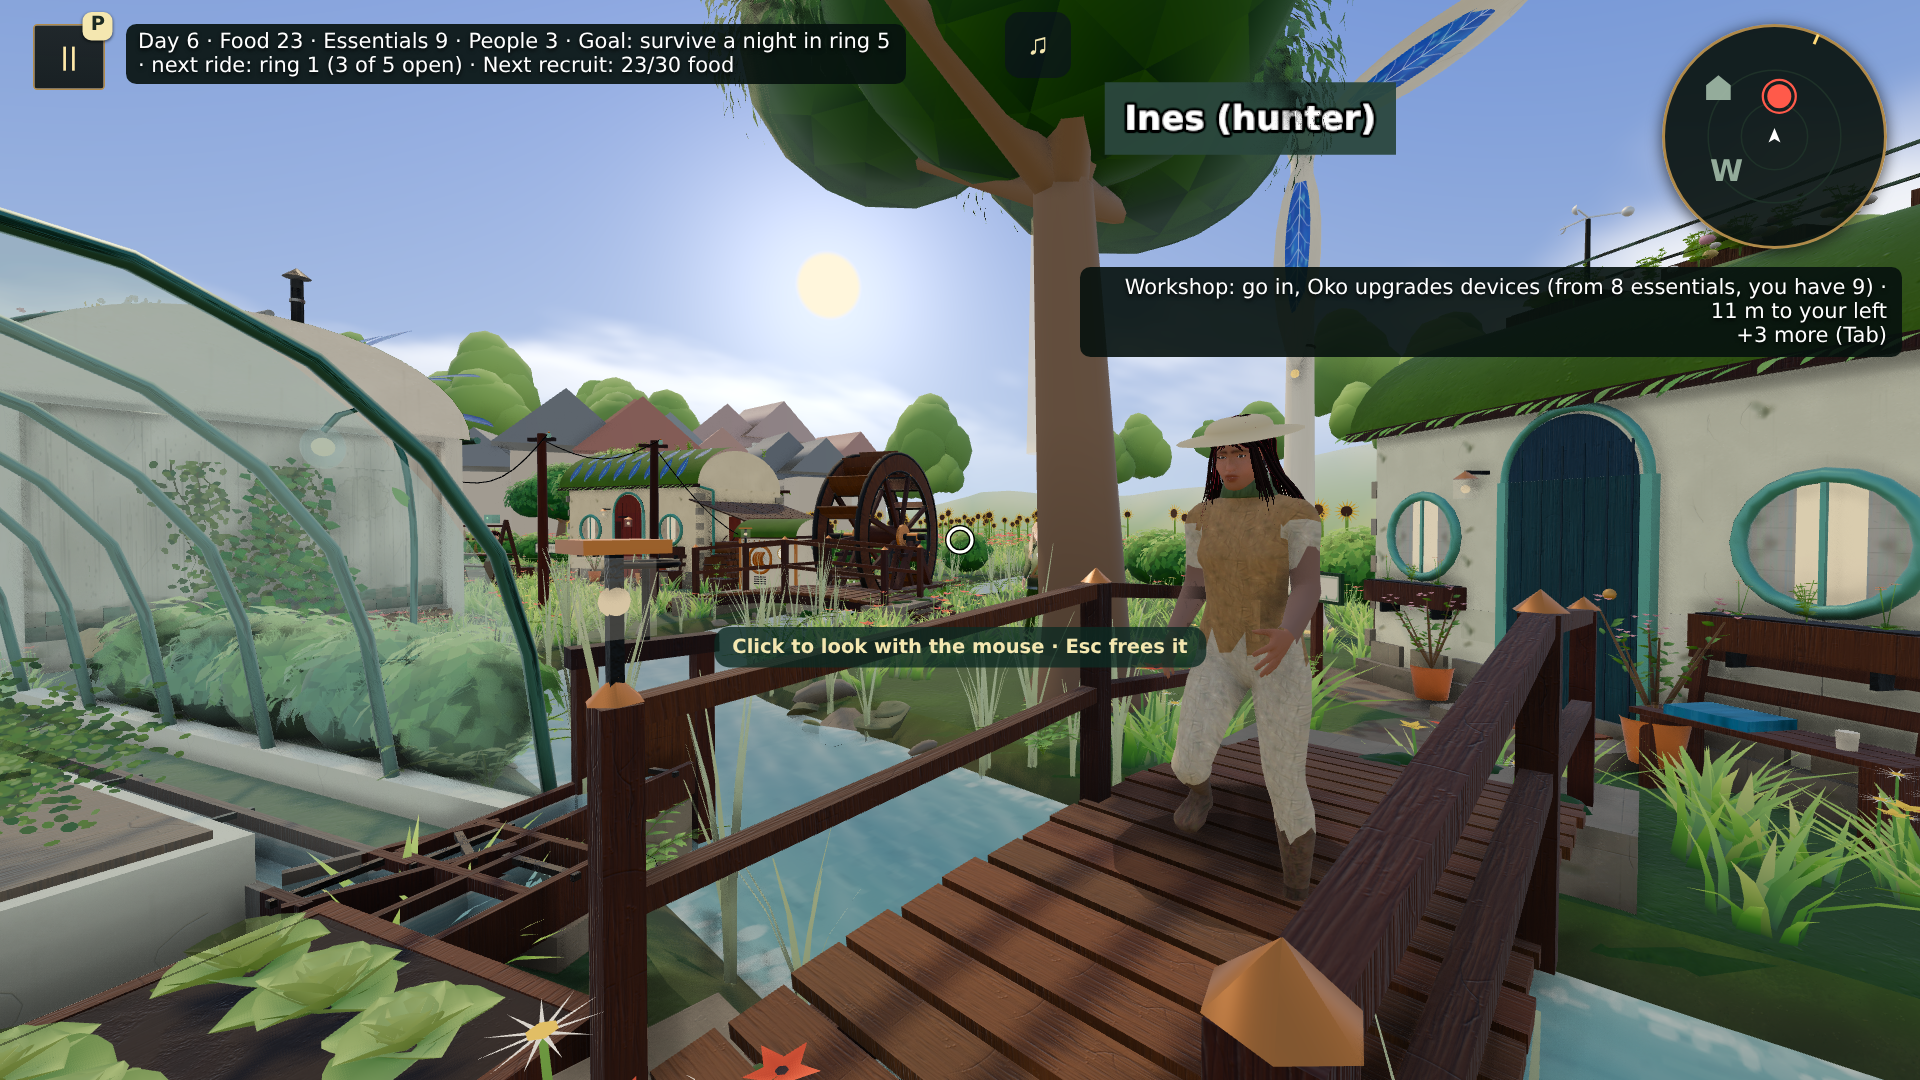 P
Day 6 · Food 23 · Essentials 9 · People 3 · Goal: survive a night in ring 5
· next ride: ring 1 (3 of 5 open) · Next recruit: 23/30 food
Ines (hunter)
W
Workshop: go in, Oko upgrades devices (from 8 essentials, you have 9) ·
11 m to your left
+3 more (Tab)
Click to look with the mouse · Esc frees it